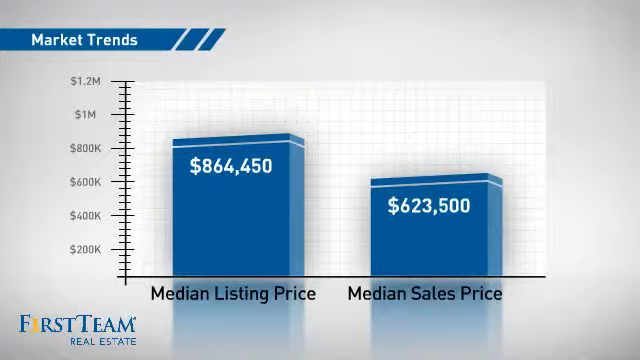 Market Trends
$1.2M
$1M
$800K
$600K
$400K
$200K
$864,450
$623,500
Median Listing Price
Median Sales Price
FIRSTTEAM®
REAL ESTATE